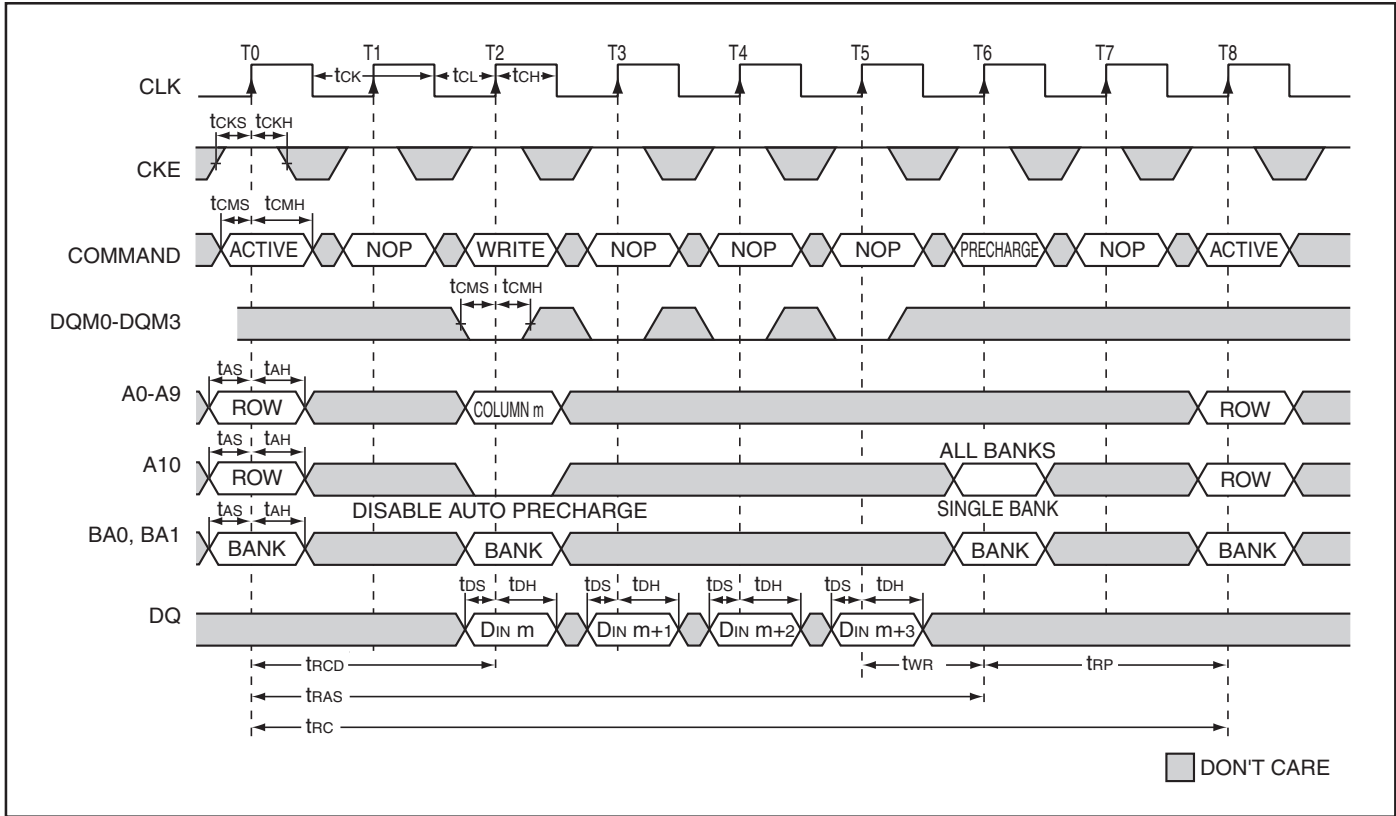 T0 T1 T2 T3 T4 T5 T6 T7 T8
CLK tCK tCL tCH
tCKS tCKH
CKE
tCMS tCMH
COMMAND ACTIVE NOP WRITE NOP NOP NOP PRECHARGE NOP ACTIVE
tCMS tCMH
DQM0-DQM3
tAS tAH
A0-A9 ROW COLUMN m ROW
tAS tAH ALL BANKS
A10 ROW ROW
tAS tAH DISABLE AUTO PRECHARGE SINGLE BANK
BA0, BA1 BANK BANK BANK BANK
tDS tDH tDS tDH tDS tDH tDS tDH
DQ DIN m DIN m+1 DIN m+2 DIN m+3
tRCD tWR tRP
tRAS
tRC
DON'T CARE